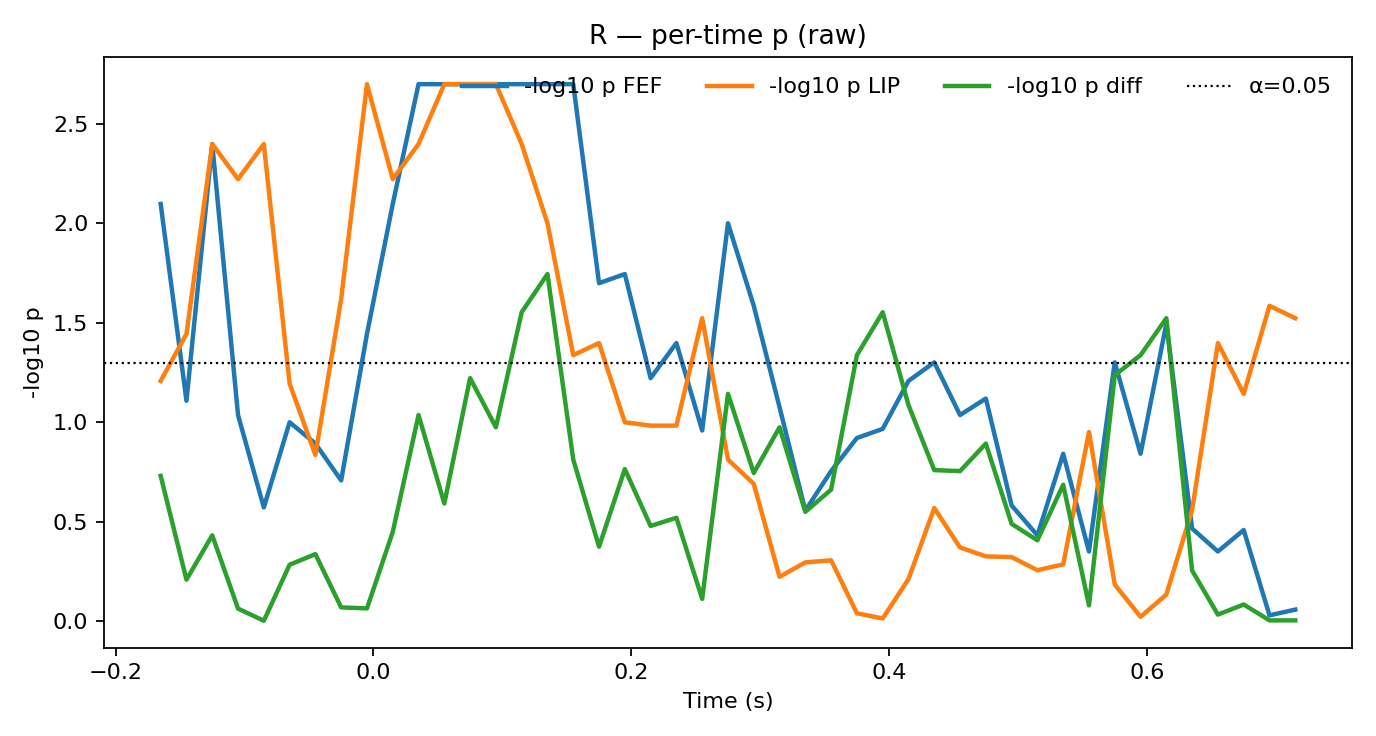 R — per-time p (raw)
-log10 p FEF
-log10 p LIP
-log10 p diff
α=0.05
2.5
2.0
1.5
1.0
0.5
0.0
-log10 p
−0.2
0.0
0.2
0.4
0.6
Time (s)